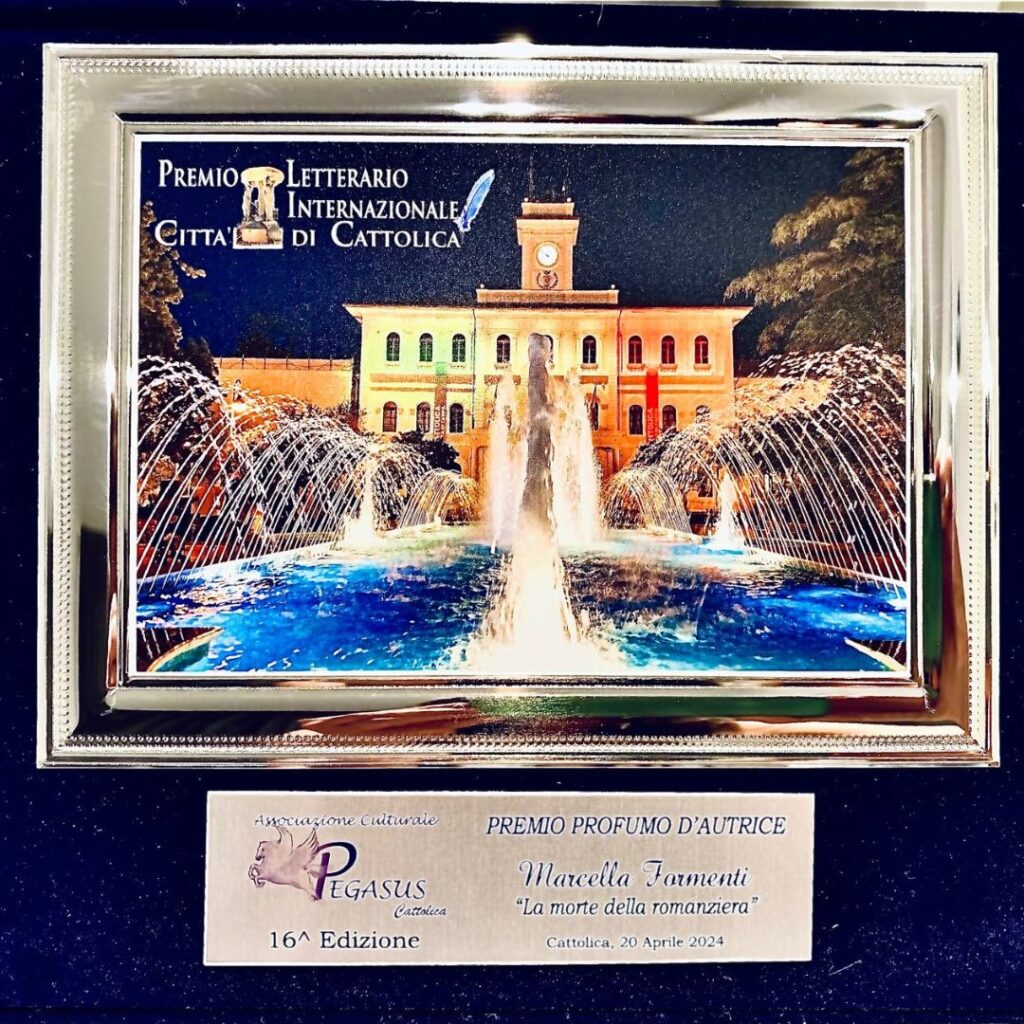 PREMIO LETTERARIO
INTERNAZIONALE
CITTA' DI CATTOLICA
CATTOLICA
Associazione Culturale
PEGASUS
Cattolica
16^ Edizione
PREMIO PROFUMO D'AUTRICE
Marcella Formenti
"La morte della romanziera"
Cattolica, 20 Aprile 2024